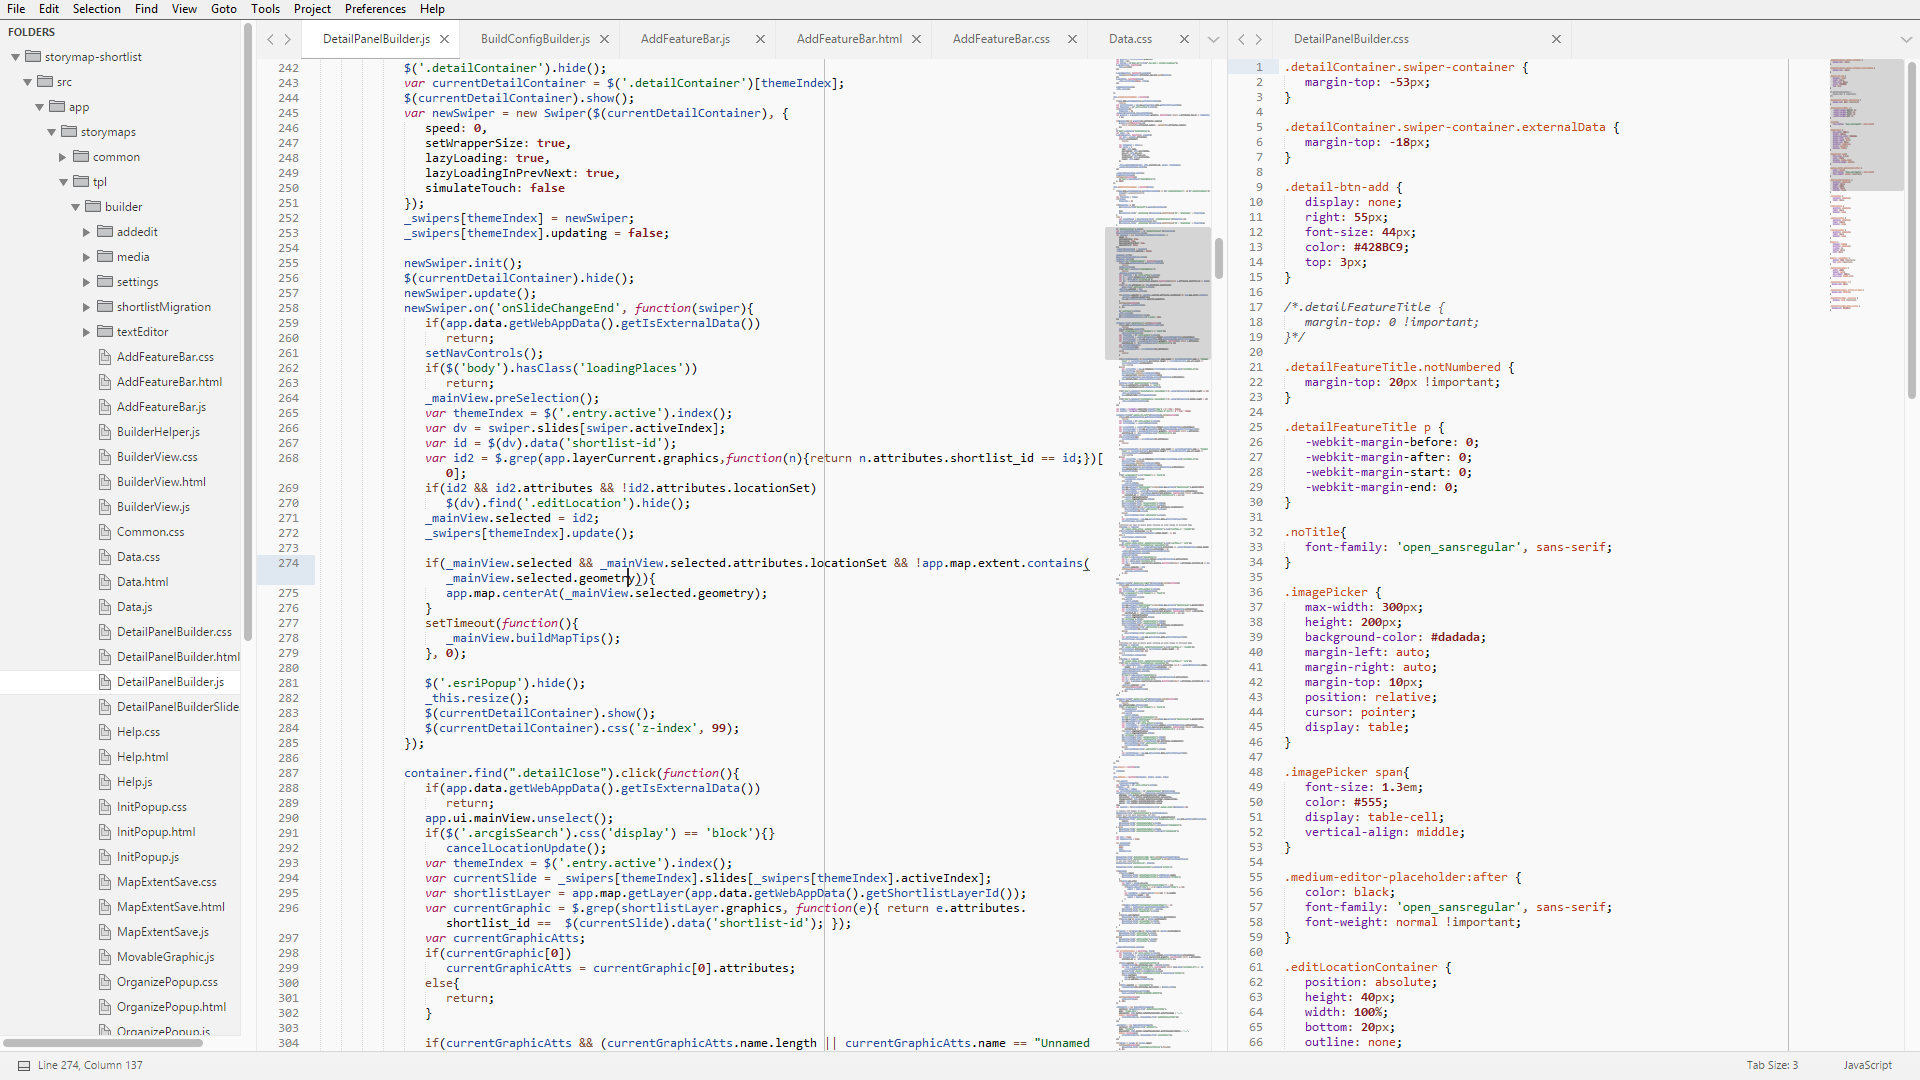 File Edit Selection Find View Goto Tools Project Preferences Help
FOLDERS
storymap-shortlist
src
app
storymaps
common
tpl
builder
addedit
media
settings
shortlistMigration
textEditor
AddFeatureBar.css
AddFeatureBar.html
AddFeatureBar.js
BuilderHelper.js
BuilderView.css
BuilderView.html
BuilderView.js
Common.css
Data.css
Data.html
Data.js
DetailPanelBuilder.css
DetailPanelBuilder.html
DetailPanelBuilder.js
DetailPanelBuilderSlide
Help.css
Help.html
Help.js
InitPopup.css
InitPopup.html
InitPopup.js
MapExtentSave.css
MapExtentSave.html
MapExtentSave.js
MovableGraphic.js
OrganizePopup.css
OrganizePopup.html
OrganizePopup.js
DetailPanelBuilder.js BuildConfigBuilder.js AddFeatureBar.js AddFeatureBar.html AddFeatureBar.css Data.css
242 $('.detailContainer').hide();
243 var currentDetailContainer = $('.detailContainer')[themeIndex];
244 $(currentDetailContainer).show();
245 var newSwiper = new Swiper($(currentDetailContainer), {
246 speed: 0,
247 setWrapperSize: true,
248 lazyLoading: true,
249 lazyLoadingInPrevNext: true,
250 simulateTouch: false
251 });
252 _swipers[themeIndex] = newSwiper;
253 _swipers[themeIndex].updating = false;
254
255 newSwiper.init();
256 $(currentDetailContainer).hide();
257 newSwiper.update();
258 newSwiper.on('onSlideChangeEnd', function(swiper){
259 if(app.data.getWebAppData().getIsExternalData())
260 return;
261 setNavControls();
262 if($('body').hasClass('loadingPlaces'))
263 return;
264 _mainView.preSelection();
265 var themeIndex = $('.entry.active').index();
266 var dv = swiper.slides[swiper.activeIndex];
267 var id = $(dv).data('shortlist-id');
268 var id2 = $.grep(app.layerCurrent.graphics,function(n){return n.attributes.shortlist_id == id;})[
0];
269 if(id2 && id2.attributes && !id2.attributes.locationSet)
270 $(dv).find('.editLocation').hide();
271 _mainView.selected = id2;
272 _swipers[themeIndex].update();
273
274 if(_mainView.selected && _mainView.selected.attributes.locationSet && !app.map.extent.contains(
_mainView.selected.geometry)){
275 app.map.centerAt(_mainView.selected.geometry);
276 }
277 setTimeout(function(){
278 _mainView.buildMapTips();
279 }, 0);
280
281 $('.esriPopup').hide();
282 _this.resize();
283 $(currentDetailContainer).show();
284 $(currentDetailContainer).css('z-index', 99);
285 });
286
287 container.find(".detailClose").click(function(){
288 if(app.data.getWebAppData().getIsExternalData())
289 return;
290 app.ui.mainView.unselect();
291 if($('.arcgisSearch').css('display') == 'block'){}
292 cancelLocationUpdate();
293 var themeIndex = $('.entry.active').index();
294 var currentSlide = _swipers[themeIndex].slides[_swipers[themeIndex].activeIndex];
295 var shortlistLayer = app.map.getLayer(app.data.getWebAppData().getShortlistLayerId());
296 var currentGraphic = $.grep(shortlistLayer.graphics, function(e){ return e.attributes.
shortlist_id == $(currentSlide).data('shortlist-id'); });
297 var currentGraphicAtts;
298 if(currentGraphic[0])
299 currentGraphicAtts = currentGraphic[0].attributes;
300 else{
301 return;
302 }
303
304 if(currentGraphicAtts && (currentGraphicAtts.name.length || currentGraphicAtts.name == "Unnamed
DetailPanelBuilder.css
1 .detailContainer.swiper-container {
2 margin-top: -53px;
3 }
4
5 .detailContainer.swiper-container.externalData {
6 margin-top: -18px;
7 }
8
9 .detail-btn-add {
10 display: none;
11 right: 55px;
12 font-size: 44px;
13 color: #428BC9;
14 top: 3px;
15 }
16
17 /*.detailFeatureTitle {
18 margin-top: 0 !important;
19 }*/
20
21 .detailFeatureTitle.notNumbered {
22 margin-top: 20px !important;
23 }
24
25 .detailFeatureTitle p {
26 -webkit-margin-before: 0;
27 -webkit-margin-after: 0;
28 -webkit-margin-start: 0;
29 -webkit-margin-end: 0;
30 }
31
32 .noTitle{
33 font-family: 'open_sansregular', sans-serif;
34 }
35
36 .imagePicker {
37 max-width: 300px;
38 height: 200px;
39 background-color: #dadada;
40 margin-left: auto;
41 margin-right: auto;
42 margin-top: 10px;
43 position: relative;
44 cursor: pointer;
45 display: table;
46 }
47
48 .imagePicker span{
49 font-size: 1.3em;
50 color: #555;
51 display: table-cell;
52 vertical-align: middle;
53 }
54
55 .medium-editor-placeholder:after {
56 color: black;
57 font-family: 'open_sansregular', sans-serif;
58 font-weight: normal !important;
59 }
60
61 .editLocationContainer {
62 position: absolute;
63 height: 40px;
64 width: 100%;
65 bottom: 20px;
66 outline: none;
Line 274, Column 137 Tab Size: 3 JavaScript